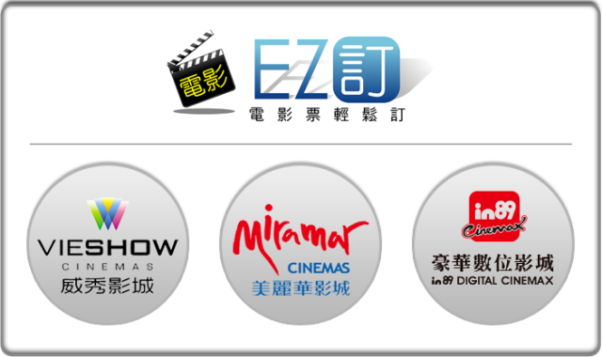 電影
EZ訂
電影票輕鬆訂
VIESHOW
CINEMAS
威秀影城
Miramar
CINEMAS
美麗華影城
in89
Cinemax
豪華數位影城
in89 DIGITAL CINEMAX